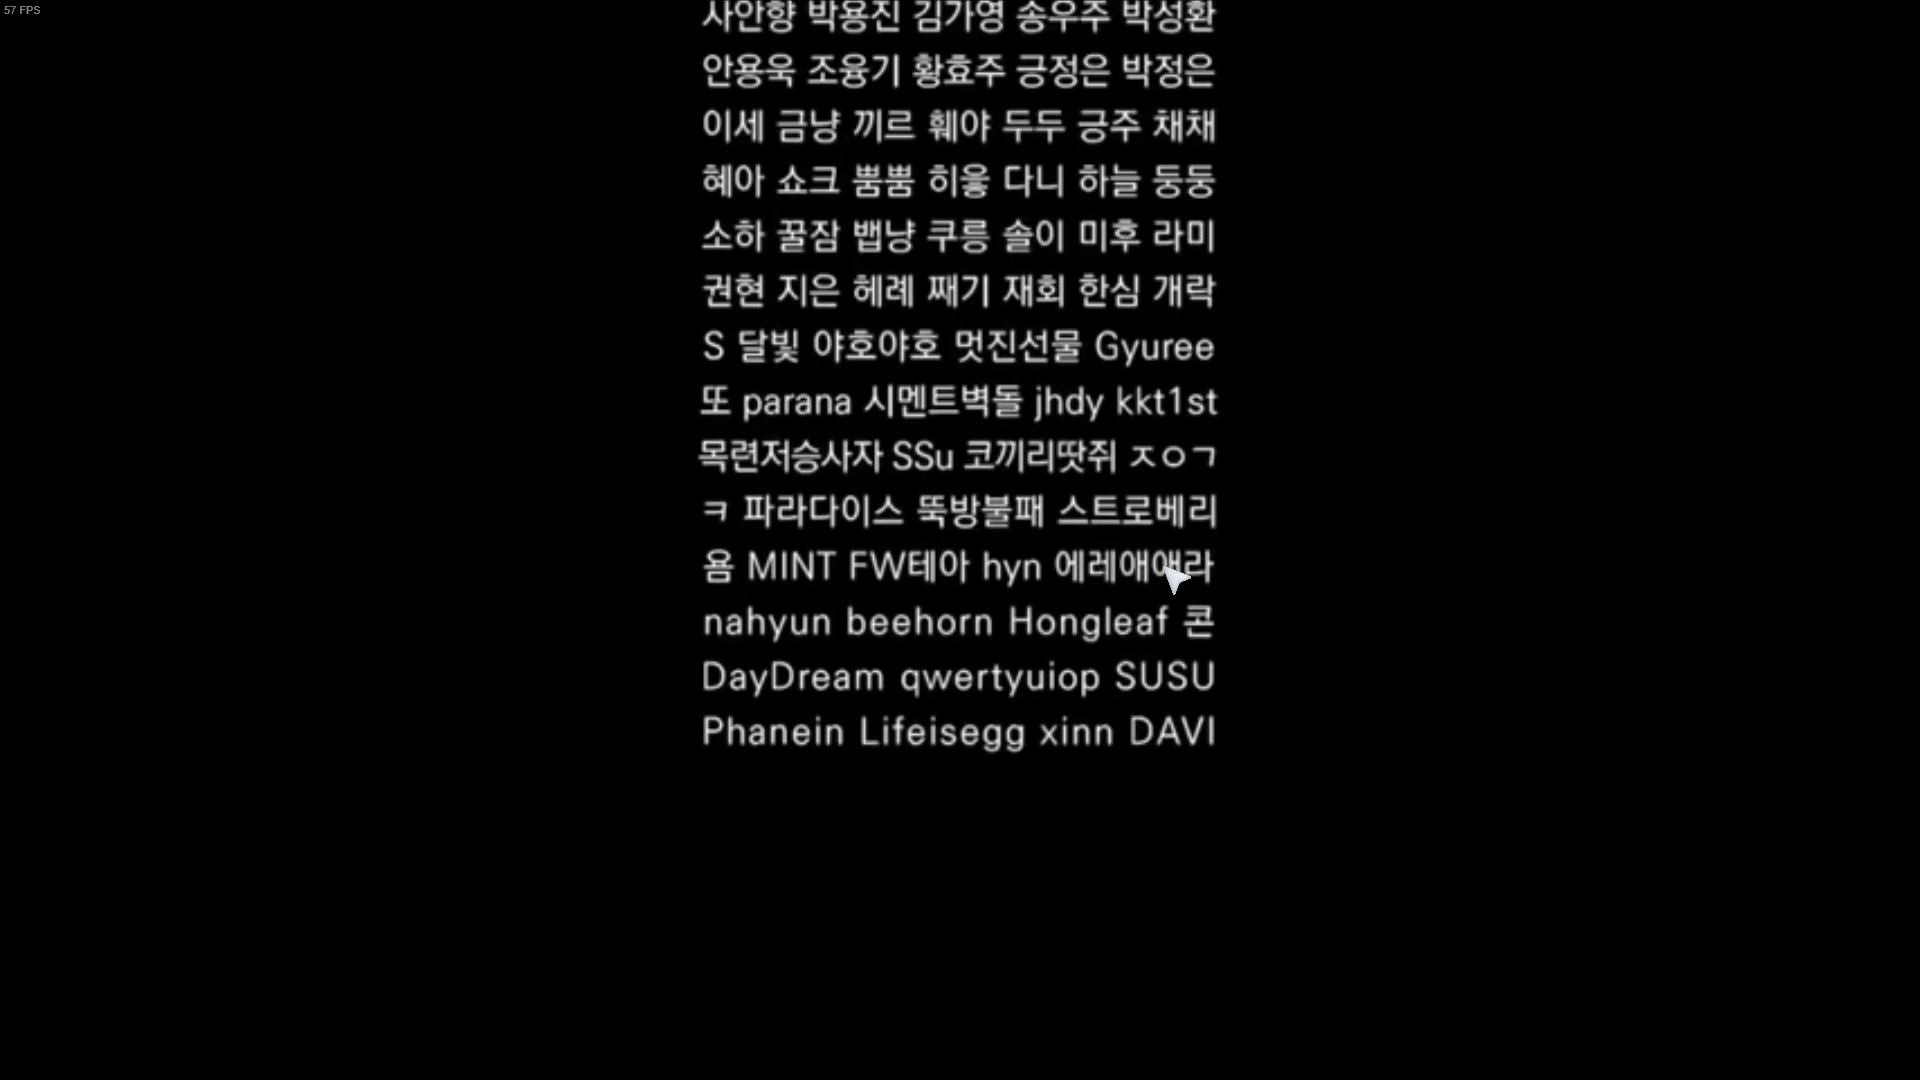 57 FPS
사안향 박용진 김가영 송우주 박성환
안용욱 조융기 황효주 긍정은 박정은
이세 금냥 끼르 훼야 두두 긍주 채채
혜아 쇼크 뿜뿜 히웋 다니 하늘 둥둥
소하 꿀잠 뱁냥 쿠릉 솔이 미후 라미
권현 지은 헤례 째기 재회 한심 개락
S 달빛 야호야호 멋진선물 Gyuree
또 parana 시멘트벽돌 jhdy kkt1st
목련저승사자 SSu 코끼리땃쥐 ㅈㅇㄱ
ㅋ 파라다이스 뚝방불패 스트로베리
욤 MINT FW테아 hyn 에레애애라
nahyun beehorn Hongleaf 콘
DayDream qwertyuiop SUSU
Phanein Lifeisegg xinn DAVI